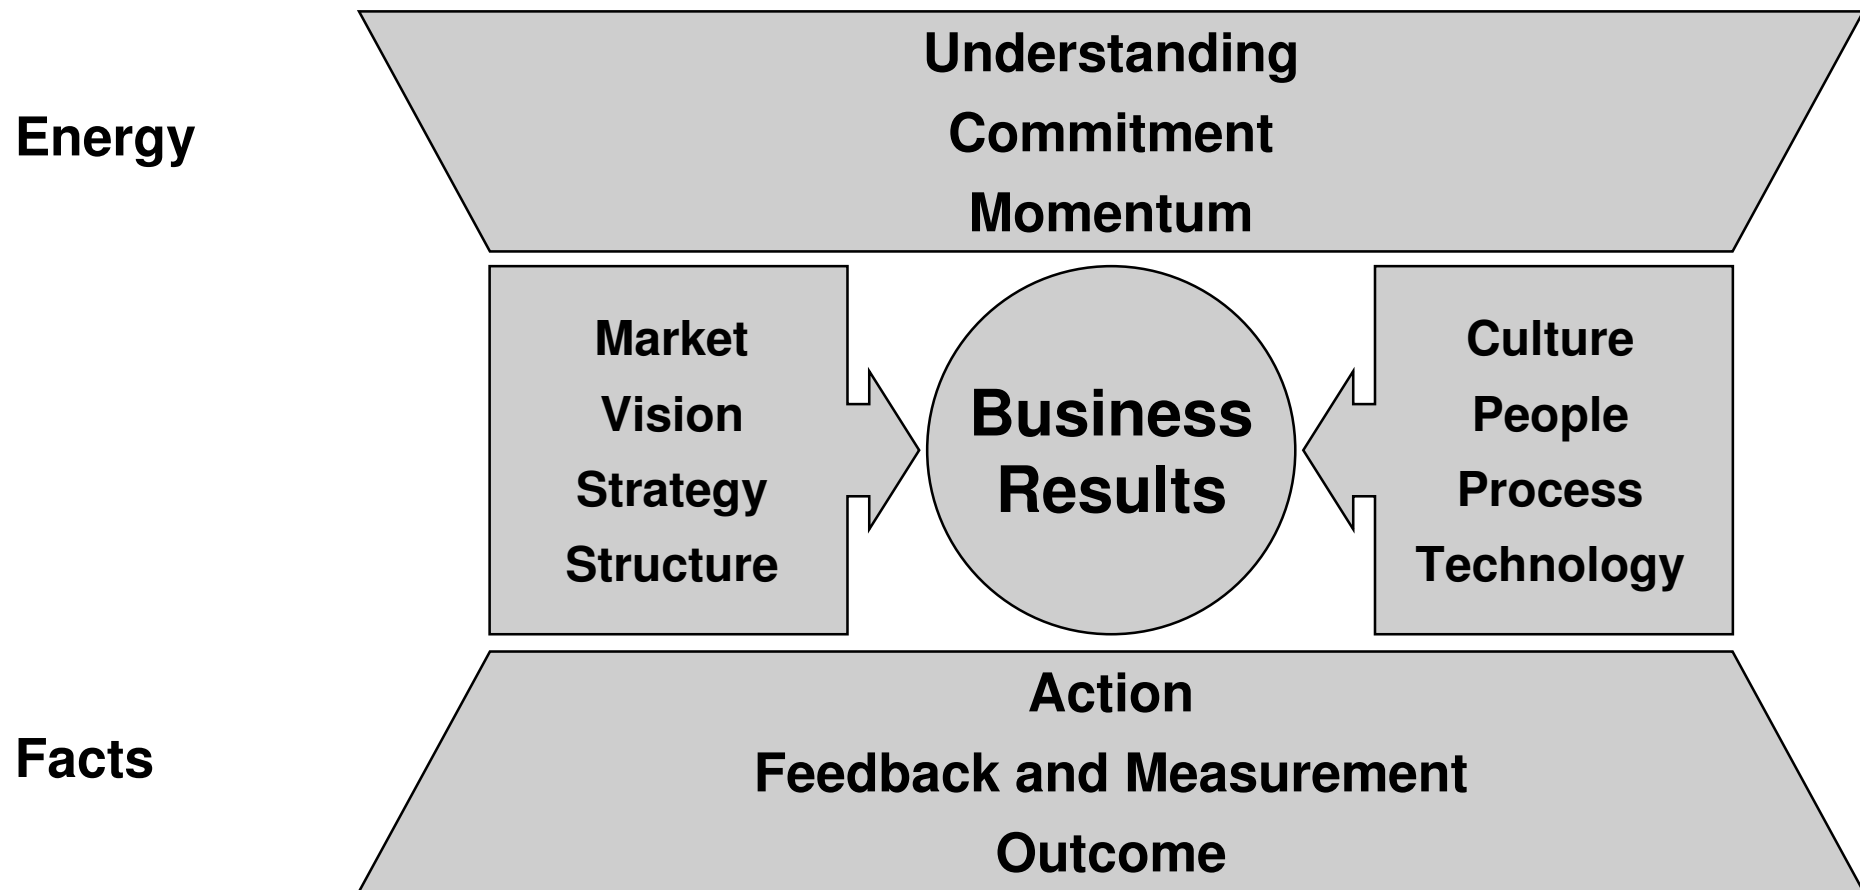 Energy
Understanding
Commitment
Momentum
Market
Vision
Strategy
Structure
Business
Results
Culture
People
Process
Technology
Facts
Action
Feedback and Measurement
Outcome